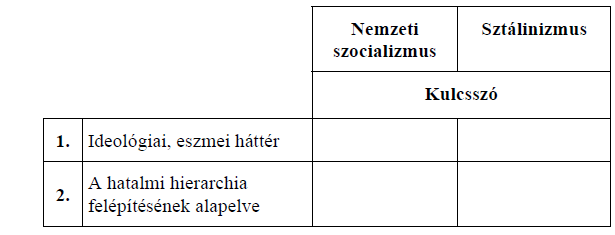 Nemzeti szocializmus
Sztálinizmus
Kulcsszó
1. Ideológiai, eszmei háttér
2. A hatalmi hierarchia
felépítésének alapelve